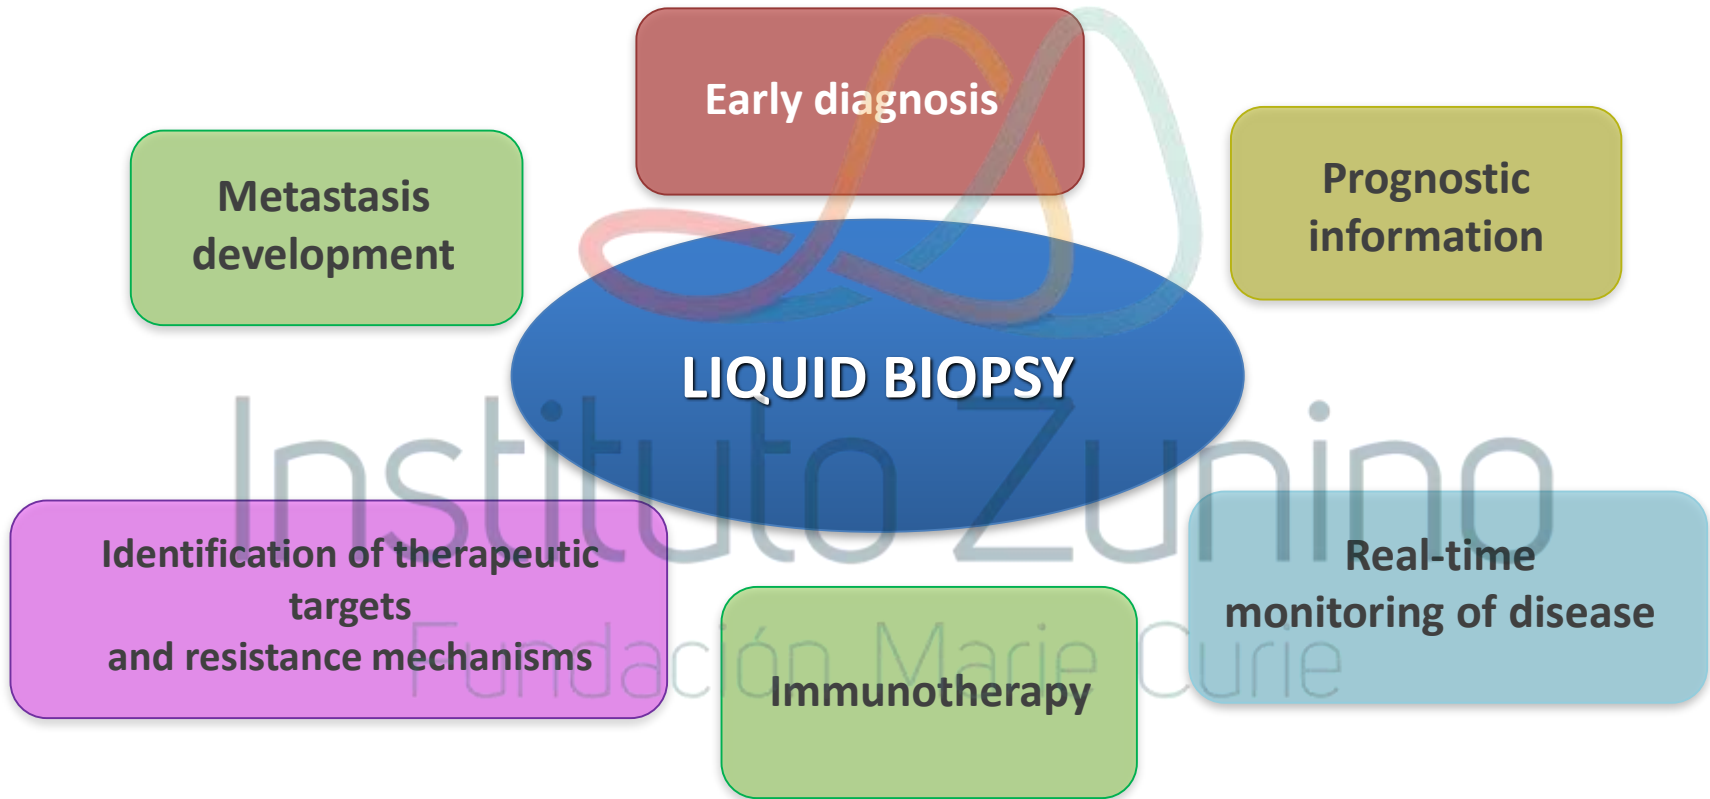 Early diagnosis
Metastasis
development
Prognostic
information
LIQUID BIOPSY
Instituto Zunino
Identification of therapeutic
targets
and resistance mechanisms
Real-time
monitoring of disease
Fundación Marie Curie
Immunotherapy